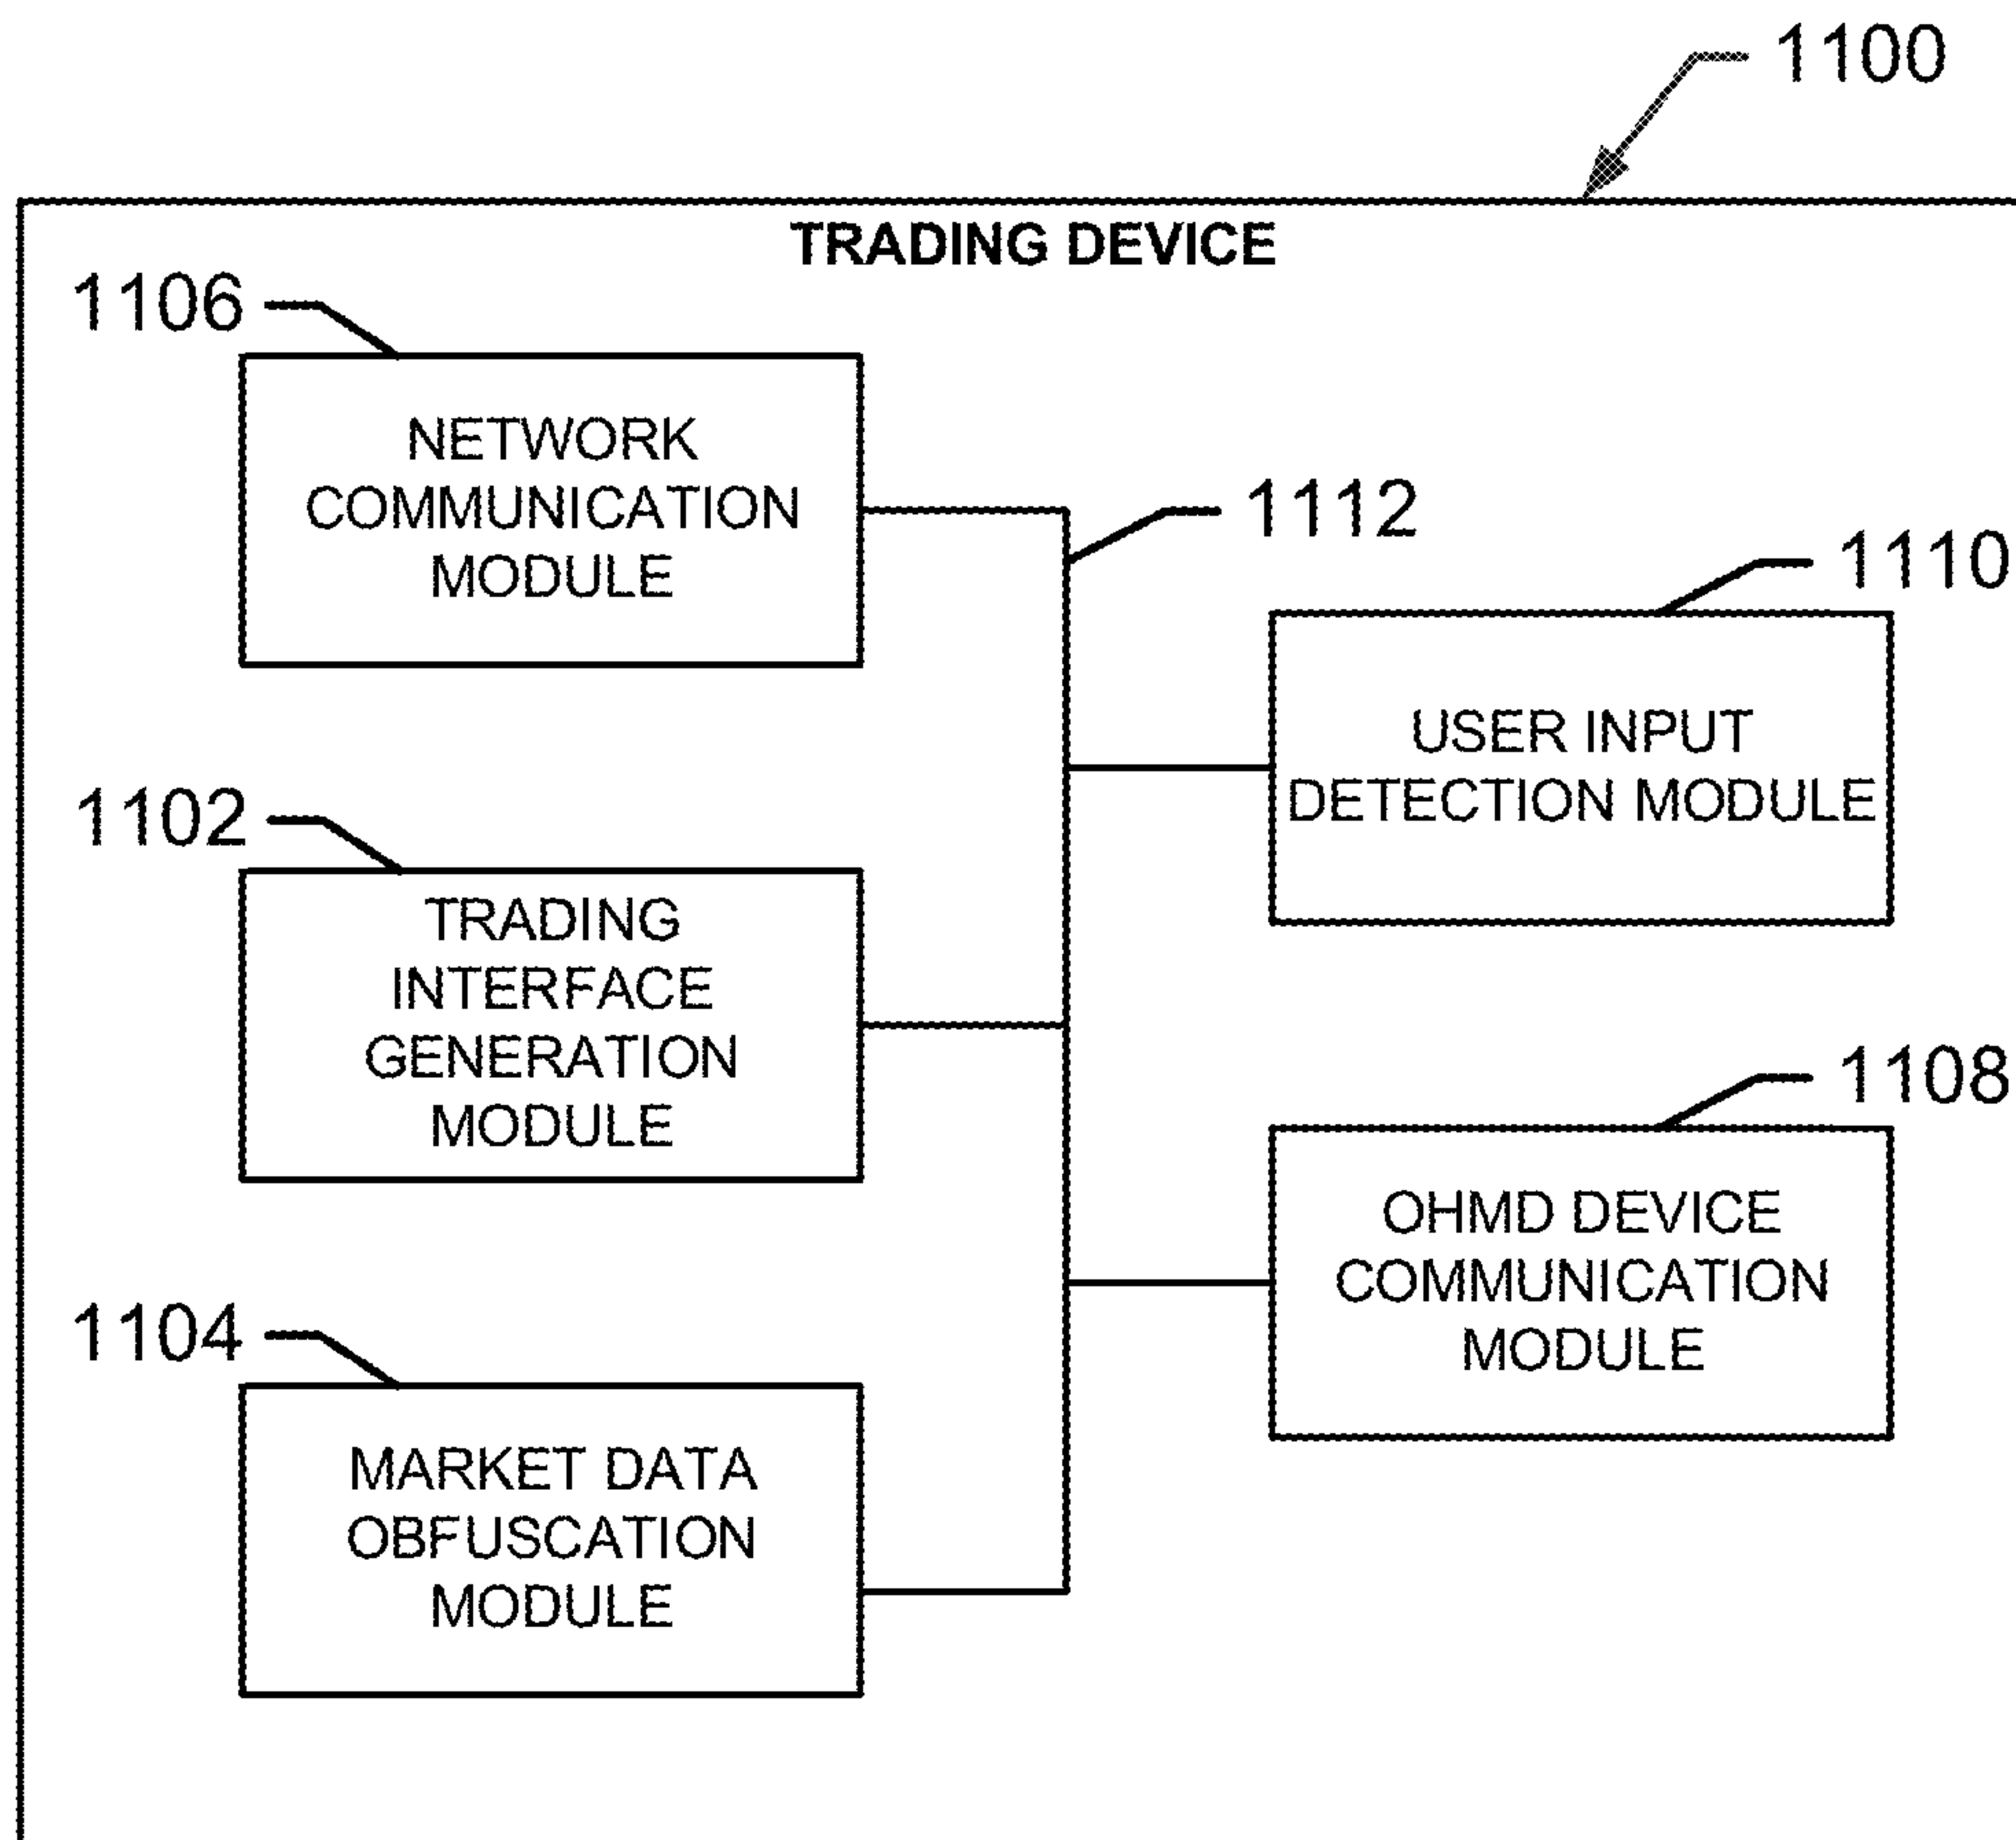 1100
TRADING DEVICE
1106
NETWORK
COMMUNICATION
MODULE
1112
1110
USER INPUT
DETECTION MODULE
1102
TRADING
INTERFACE
GENERATION
MODULE
1108
OHMD DEVICE
COMMUNICATION
MODULE
1104
MARKET DATA
OBFUSCATION
MODULE